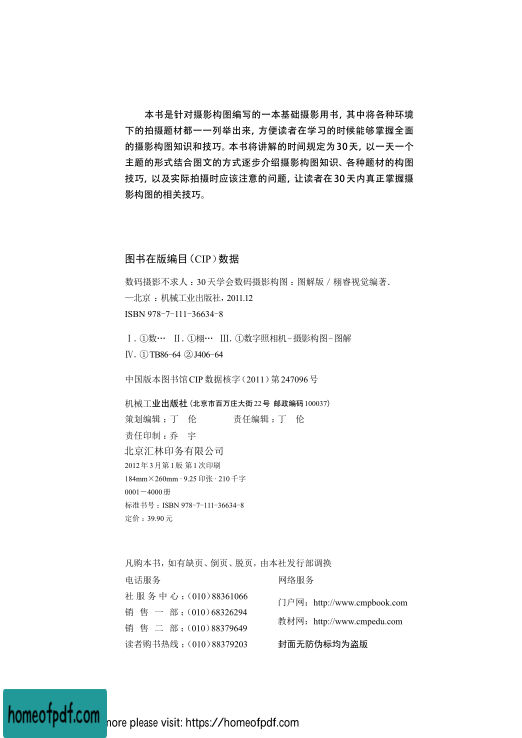 本书是针对摄影构图编写的一本基础摄影用书，其中将各种环境
下的拍摄题材都一一列举出来，方便读者在学习的时候能够掌握全面
的摄影构图知识和技巧。本书将讲解的时间规定为30天，以一天一个
主题的形式结合图文的方式逐步介绍摄影构图知识、各种题材的构图
技巧，以及实际拍摄时应该注意的问题，让读者在30天内真正掌握摄
影构图的相关技巧。
图书在版编目(CIP)数据
数码摄影不求人：30天学会数码摄影构图：图解版/栩睿视觉编著.
—北京：机械工业出版社，2011.12
ISBN 978-7-111-36634-8
Ⅰ.①数… Ⅱ.①栩… Ⅲ.①数字照相机-摄影构图-图解
Ⅳ.①TB86-64 ②J406-64
中国版本图书馆CIP数据核字(2011)第247096号
机械工业出版社(北京市百万庄大街22号 邮政编码100037)
策划编辑：丁 伦 责任编辑：丁 伦
责任印制：乔 宇
北京汇林印务有限公司
2012年3月第1版 第1次印刷
184mm×260mm·9.25印张·210千字
0001—4000册
标准书号：ISBN 978-7-111-36634-8
定价：39.90元
凡购本书，如有缺页、倒页、脱页，由本社发行部调换
电话服务 网络服务
社服务中心：(010)88361066
门户网：http://www.cmpbook.com
销售一部：(010)68326294
教材网：http://www.cmpedu.com
销售二部：(010)88379649
读者购书热线：(010)88379203 封面无防伪标均为盗版
homeofpdf.com
more please visit: https://homeofpdf.com